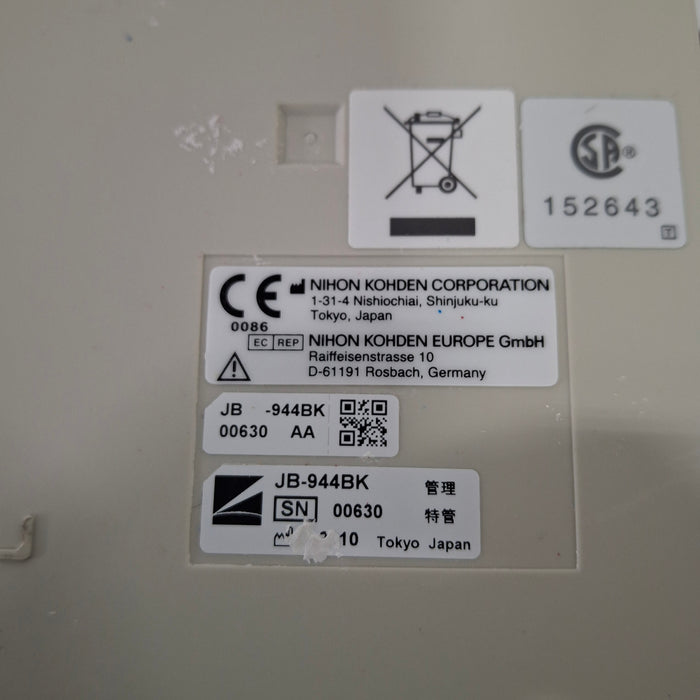 CSA®
152643
T
CE NIHON KOHDEN CORPORATION
1-31-4 Nishiochiai, Shinjuku-ku
Tokyo, Japan
0086
EC REP NIHON KOHDEN EUROPE GmbH
Raiffeisenstrasse 10
D-61191 Rosbach, Germany
JB -944BK
00630 AA
JB-944BK 管理
SN 00630 特管
10 Tokyo Japan